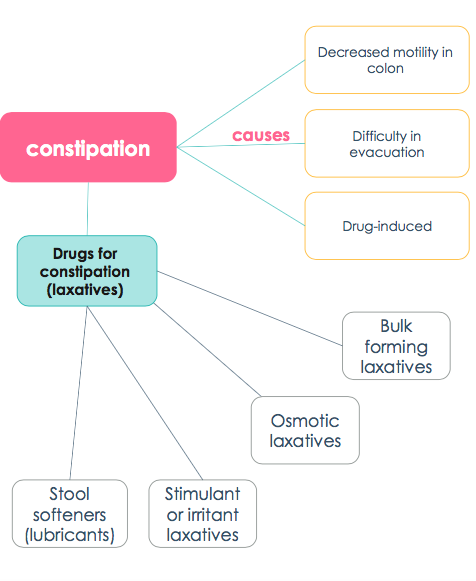 Decreased motility in
colon
causes
Difficulty in
evacuation
constipation
Drug-induced
Drugs for
constipation
(laxatives)
Bulk
forming
laxatives
Osmotic
laxatives
Stool
softeners
(lubricants)
Stimulant
or irritant
laxatives